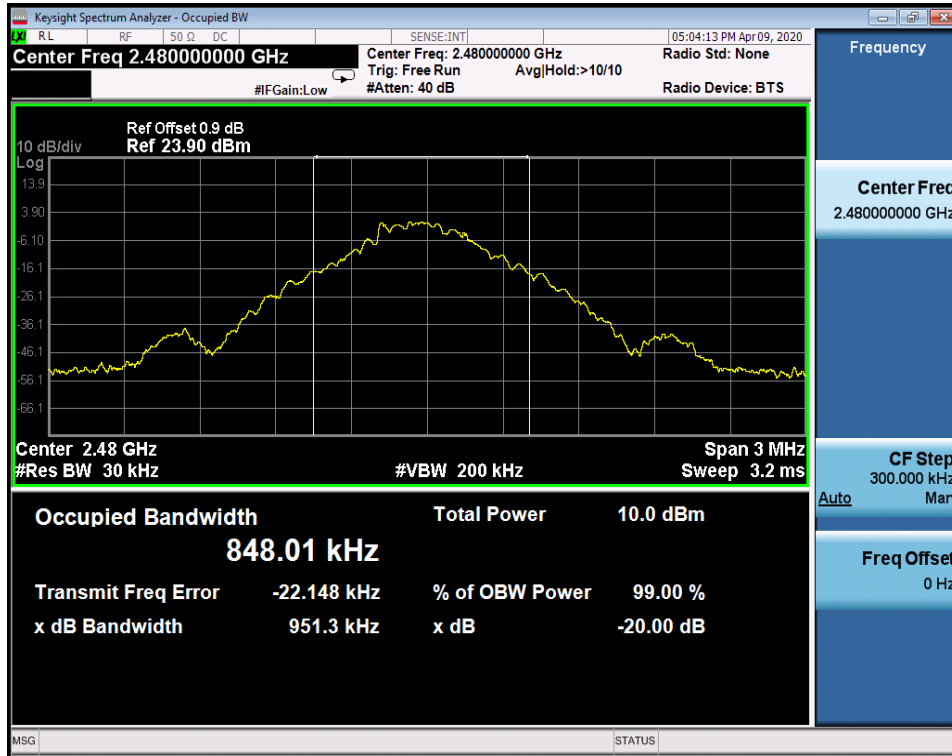 Keysight Spectrum Analyzer - Occupied BW
LXI RL RF 50 Ω DC SENSE:INT 05:04:13 PM Apr 09, 2020
Center Freq 2.480000000 GHz
Center Freq: 2.480000000 GHz
Radio Std: None
Trig: Free Run Avg|Hold:>10/10
#IFGain:Low
#Atten: 40 dB
Radio Device: BTS
Frequency
Ref Offset 0.9 dB
10 dB/div Ref 23.90 dBm
Log
13.9
3.90
-6.10
-16.1
-26.1
-36.1
-46.1
-56.1
-66.1
Center 2.48 GHz Span 3 MHz
#Res BW 30 kHz #VBW 200 kHz Sweep 3.2 ms
Center Freq
2.480000000 GHz
CF Step
300.000 kHz
Auto Man
Freq Offset
0 Hz
Occupied Bandwidth
848.01 kHz
Total Power 10.0 dBm
Transmit Freq Error -22.148 kHz % of OBW Power 99.00 %
x dB Bandwidth 951.3 kHz x dB -20.00 dB
MSG STATUS